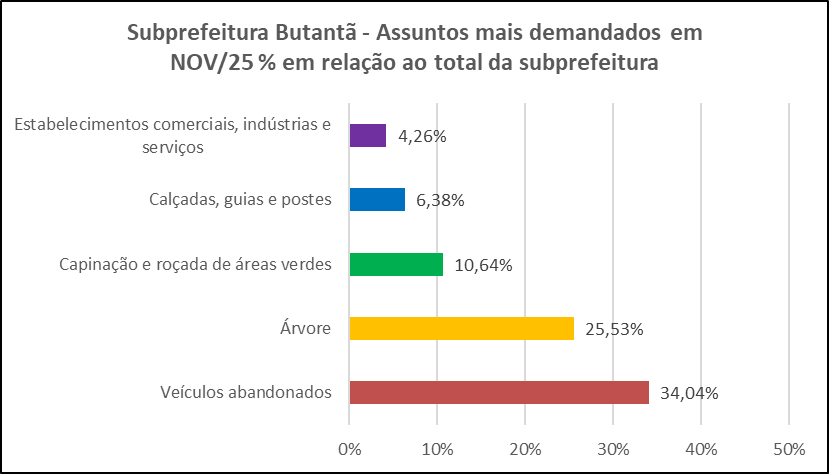 Subprefeitura Butantã - Assuntos mais demandados em
NOV/25 % em relação ao total da subprefeitura
Estabelecimentos comerciais, indústrias e
serviços
4,26%
Calçadas, guias e postes
6,38%
Capinação e roçada de áreas verdes
10,64%
Árvore
25,53%
Veículos abandonados
34,04%
0% 10% 20% 30% 40% 50%